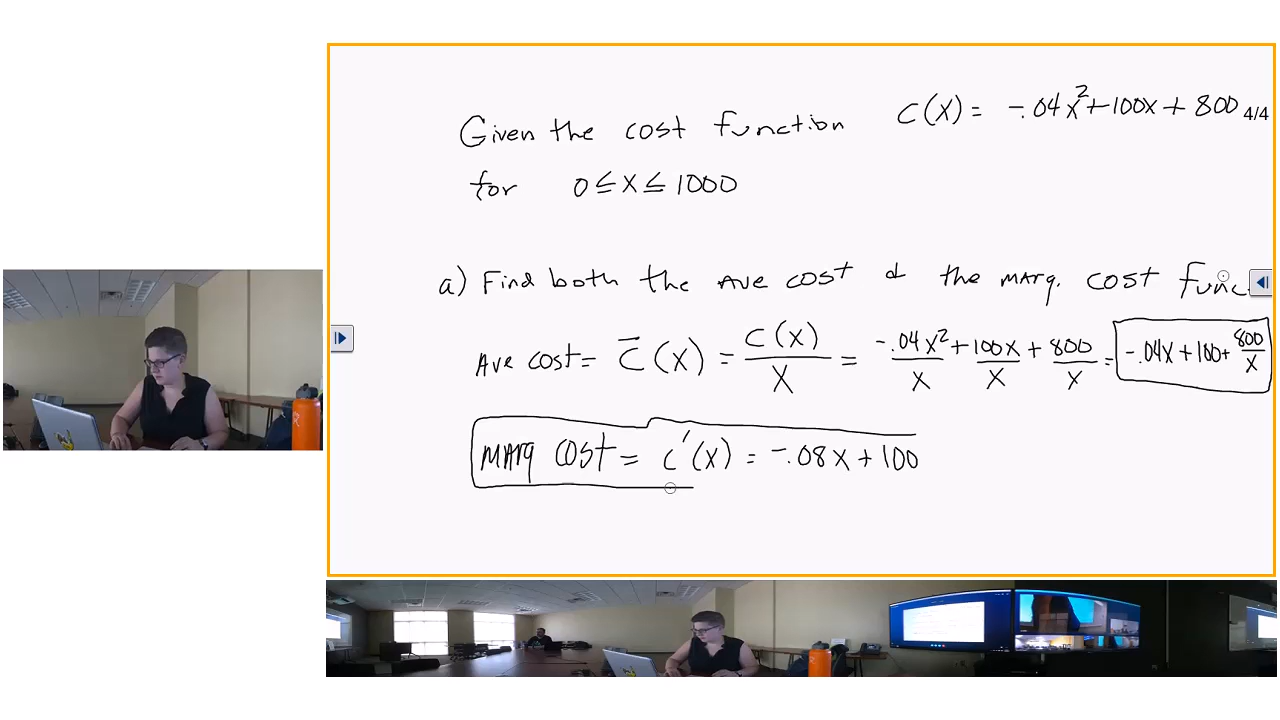 Given the cost function C(X) = -.04x²+100x + 800
4/4
for 0 ≤ X ≤ 1000
a) Find both the Ave cost & the marg. cost func
Ave cost = C̅(X) = C(X)/X = -.04X²/X + 100X/X + 800/X = -.04X + 100 + 800/X
MARG COST = C'(X) = -.08X + 100